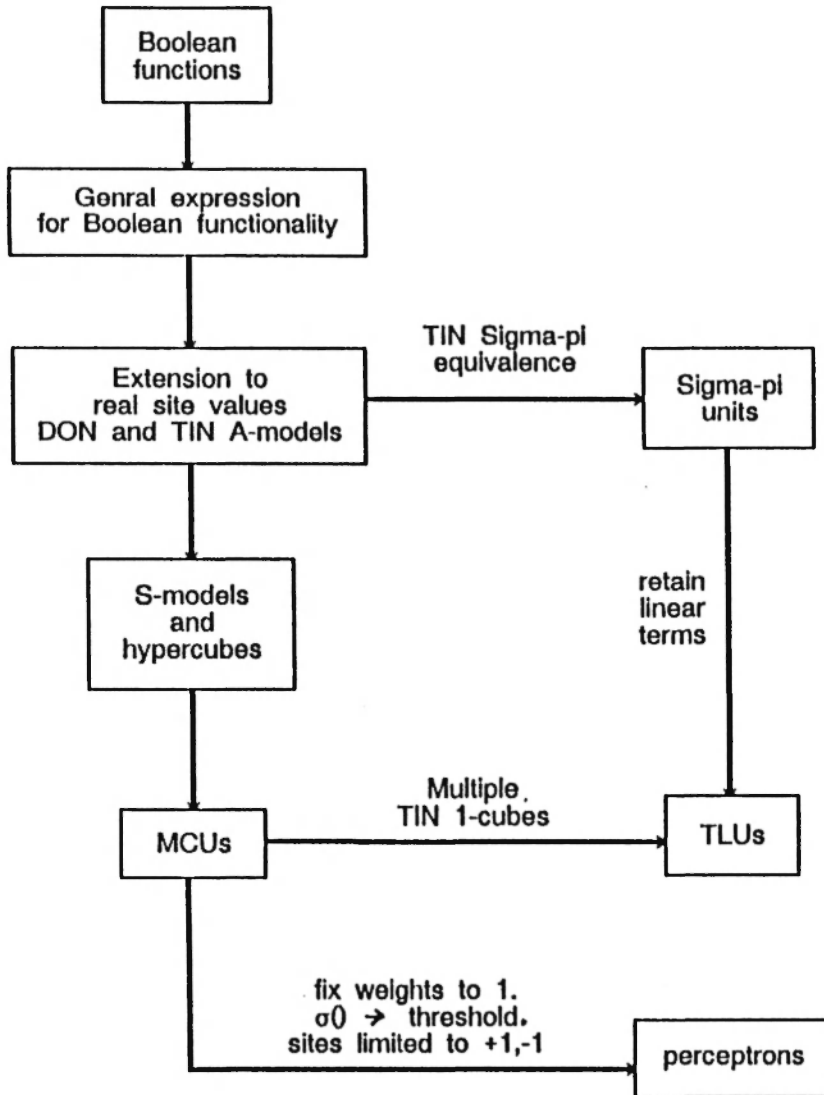 Boolean
functions
Genral expression
for Boolean functionality
Extension to
real site values
DON and TIN A-models
TIN Sigma-pi
equivalence
Sigma-pi
units
S-models
and
hypercubes
retain
linear
terms
MCUs
Multiple.
TIN 1-cubes
TLUs
fix weights to 1.
σ() → threshold.
sites limited to +1,-1
perceptrons